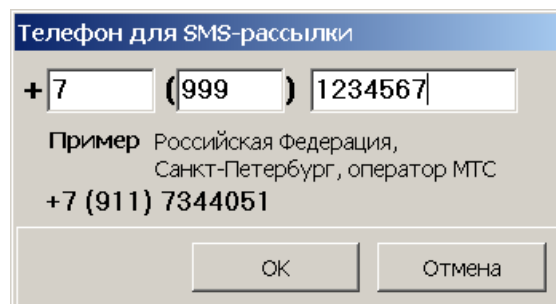 Телефон для SMS-рассылки
+ 7 (999) 1234567
Пример Российская Федерация,
Санкт-Петербург, оператор МТС
+7 (911) 7344051
OK Отмена